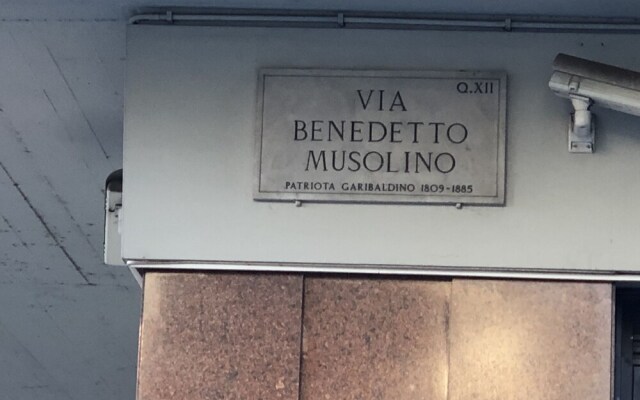 Q.XII
VIA
BENEDETTO
MUSOLINO
PATRIOTA GARIBALDINO 1809-1885